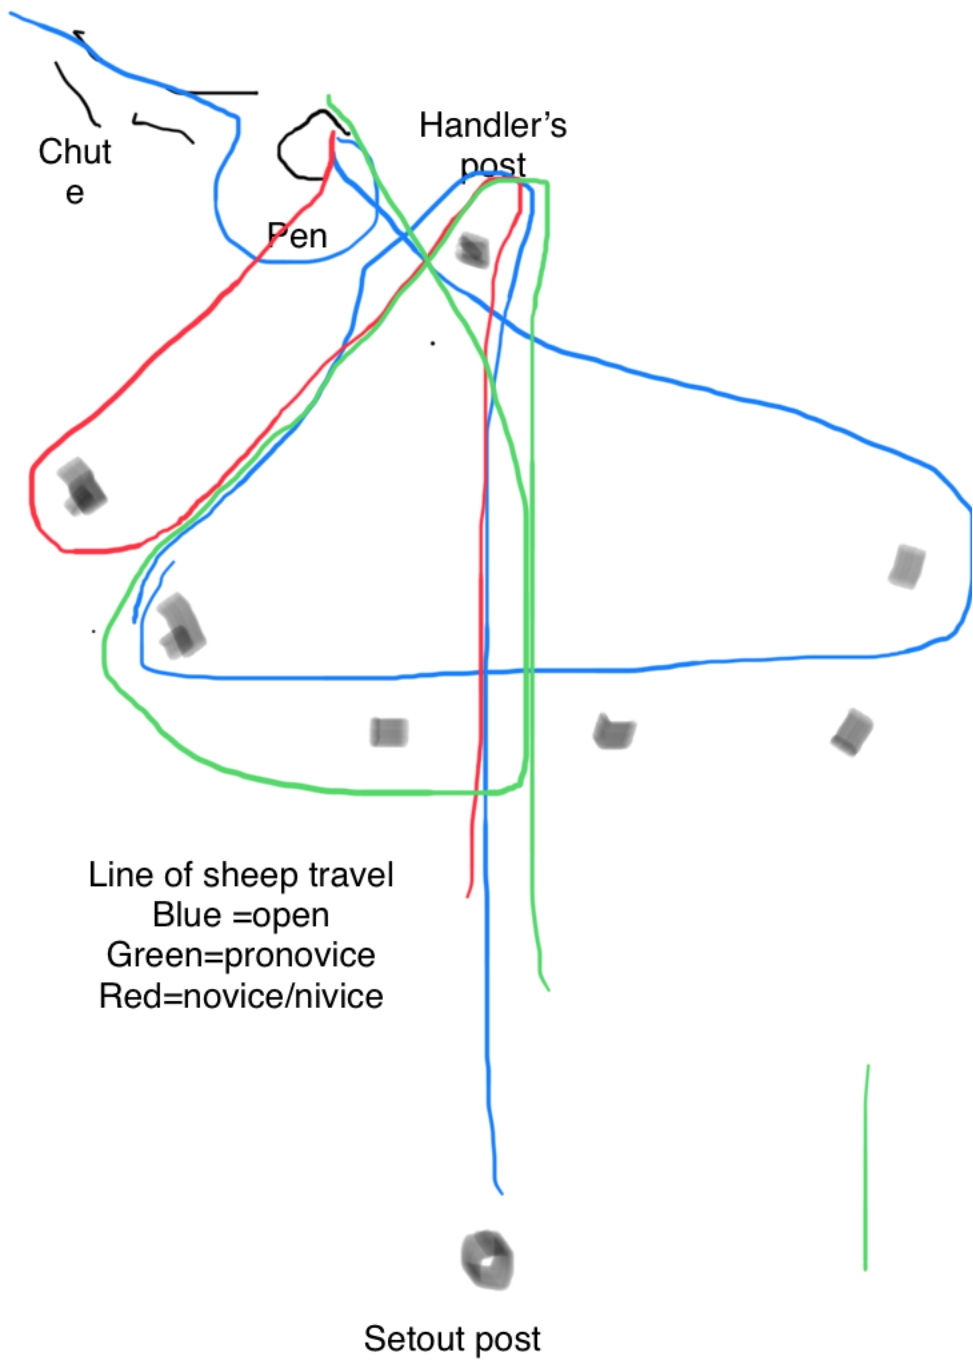 Handler’s
post
Chut
e
Pen
Line of sheep travel
Blue =open
Green=pronovice
Red=novice/nivice
Setout post